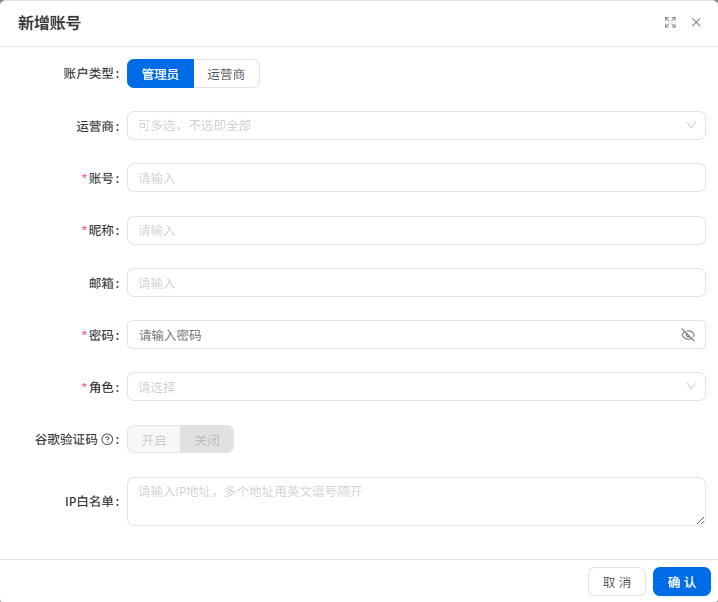 新增账号
账户类型: 管理员 运营商
运营商: 可多选，不选即全部
*账号: 请输入
*昵称: 请输入
邮箱: 请输入
*密码: 请输入密码
*角色: 请选择
谷歌验证码 ?: 开启 关闭
IP白名单: 请输入IP地址，多个地址用英文逗号隔开
取 消 确 认